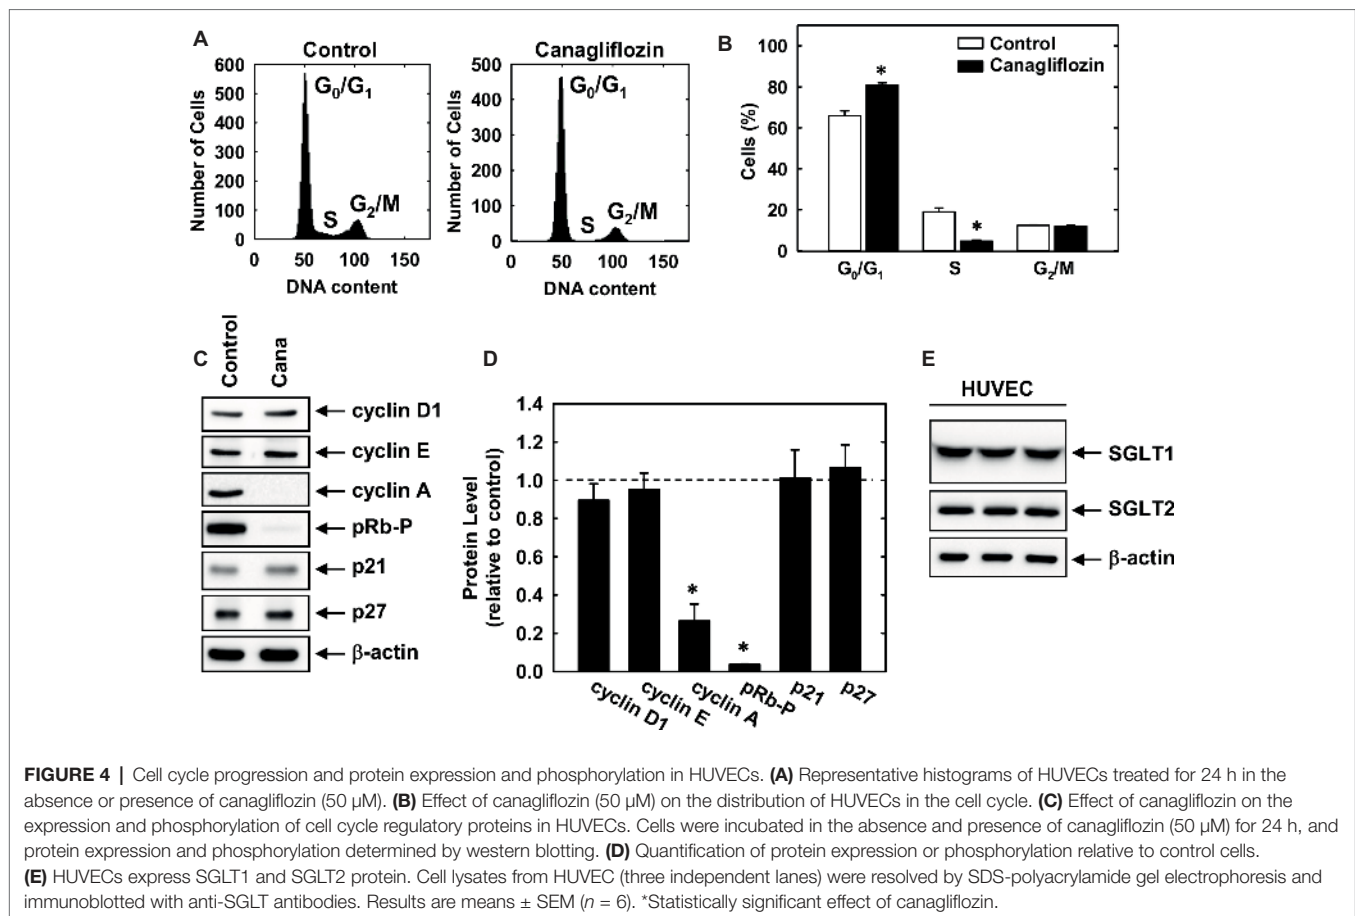 A
Control
600
500
400
300
200
100
0
Number of Cells
G₀/G₁
S
G₂/M
0 50 100 150
DNA content
Canagliflozin
500
400
300
200
100
0
Number of Cells
G₀/G₁
S
G₂/M
0 50 100 150
DNA content
B
100
80
60
40
20
0
Cells (%)
Control
Canagliflozin
*
*
G₀/G₁ S G₂/M
C
Control Cana
cyclin D1
cyclin E
cyclin A
pRb-P
p21
p27
β-actin
D
1.4
1.2
1.0
0.8
0.6
0.4
0.2
0.0
Protein Level
(relative to control)
*
*
cyclin D1 cyclin E cyclin A pRb-P p21 p27
E
HUVEC
SGLT1
SGLT2
β-actin
FIGURE 4 | Cell cycle progression and protein expression and phosphorylation in HUVECs. (A) Representative histograms of HUVECs treated for 24 h in the
absence or presence of canagliflozin (50 μM). (B) Effect of canagliflozin (50 μM) on the distribution of HUVECs in the cell cycle. (C) Effect of canagliflozin on the
expression and phosphorylation of cell cycle regulatory proteins in HUVECs. Cells were incubated in the absence and presence of canagliflozin (50 μM) for 24 h, and
protein expression and phosphorylation determined by western blotting. (D) Quantification of protein expression or phosphorylation relative to control cells.
(E) HUVECs express SGLT1 and SGLT2 protein. Cell lysates from HUVEC (three independent lanes) were resolved by SDS-polyacrylamide gel electrophoresis and
immunoblotted with anti-SGLT antibodies. Results are means ± SEM (n = 6). *Statistically significant effect of canagliflozin.